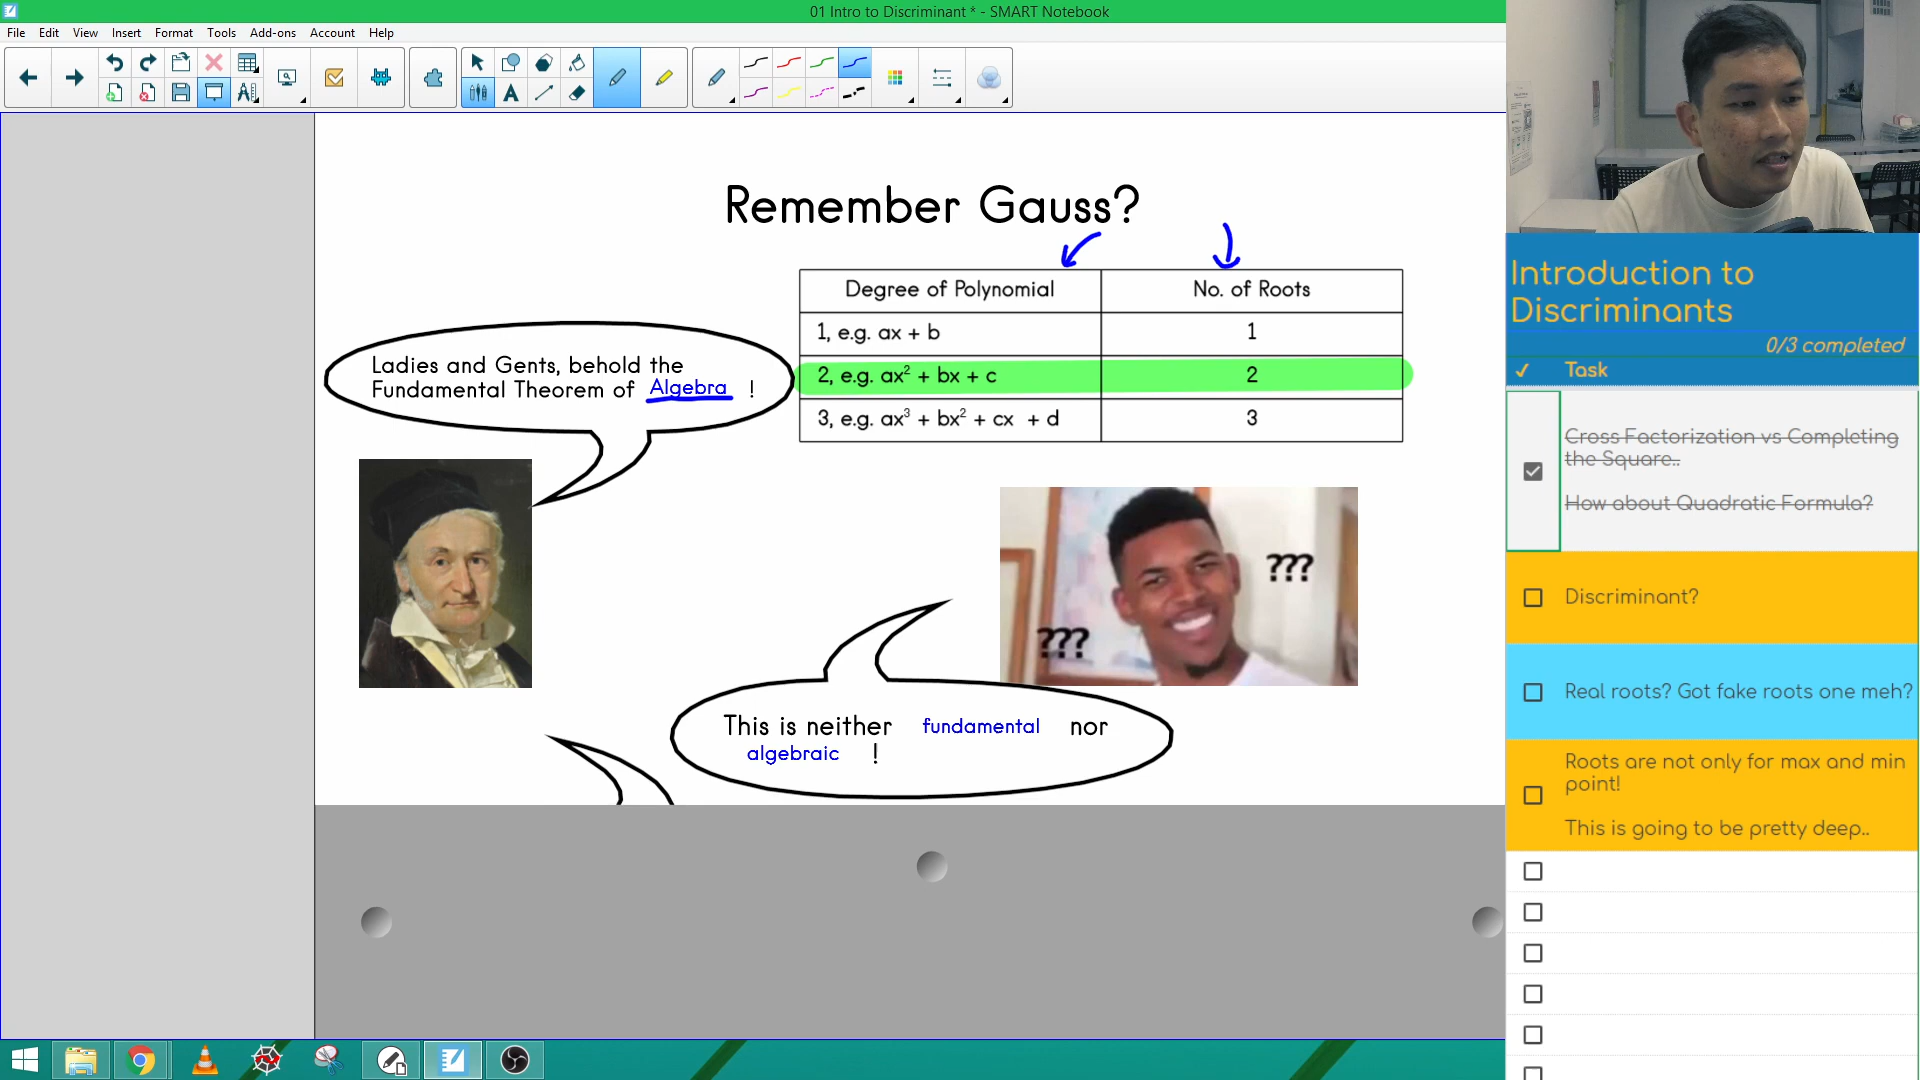 01 Intro to Discriminant * - SMART Notebook
File Edit View Insert Format Tools Add-ons Account Help
Remember Gauss?
Degree of Polynomial No. of Roots
1, e.g. ax + b 1
2, e.g. ax² + bx + c 2
3, e.g. ax³ + bx² + cx + d 3
Ladies and Gents, behold the
Fundamental Theorem of Algebra !
???
???
This is neither fundamental nor
algebraic !
Introduction to
Discriminants
0/3 completed
✓ Task
Cross Factorization vs Completing
the Square..
How about Quadratic Formula?
Discriminant?
Real roots? Got fake roots one meh?
Roots are not only for max and min
point!
This is going to be pretty deep..